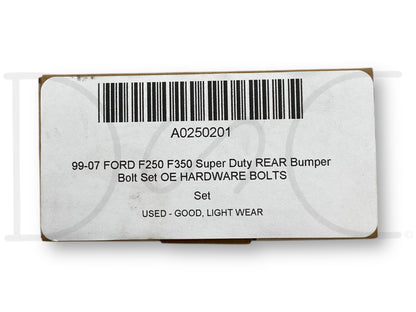 A0250201
99-07 FORD F250 F350 Super Duty REAR Bumper
Bolt Set OE HARDWARE BOLTS
Set
USED - GOOD, LIGHT WEAR